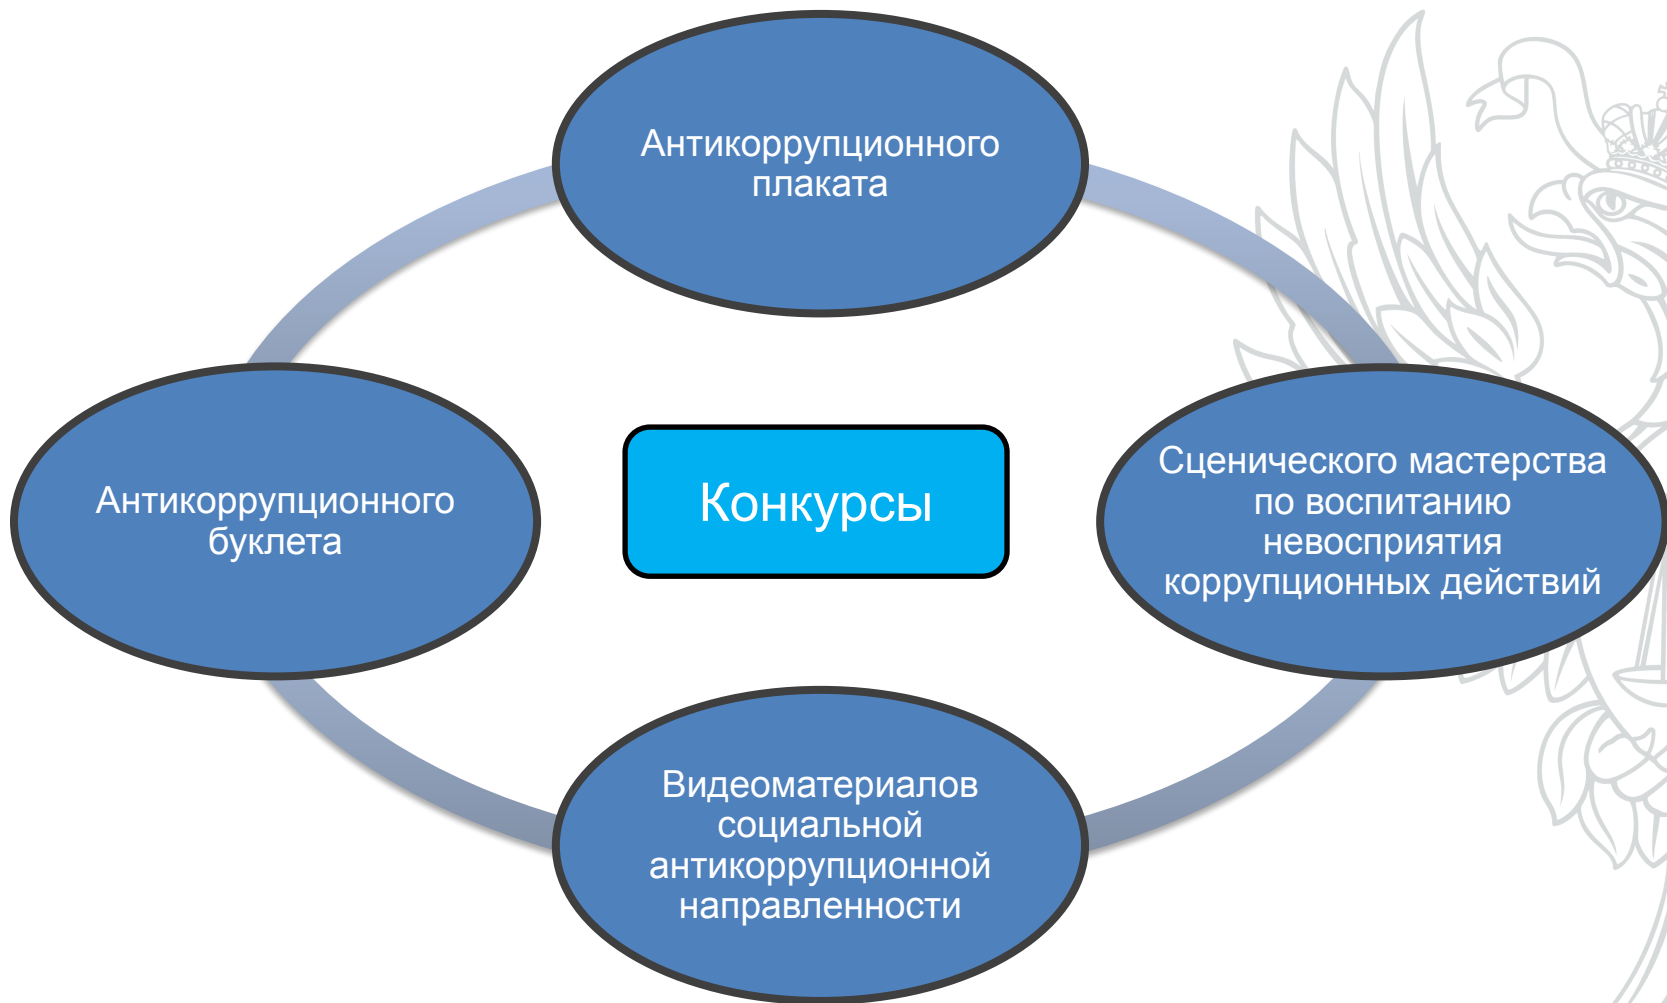 Антикоррупционного
плаката
Антикоррупционного
буклета
Конкурсы
Сценического мастерства
по воспитанию
невосприятия
коррупционных действий
Видеоматериалов
социальной
антикоррупционной
направленности